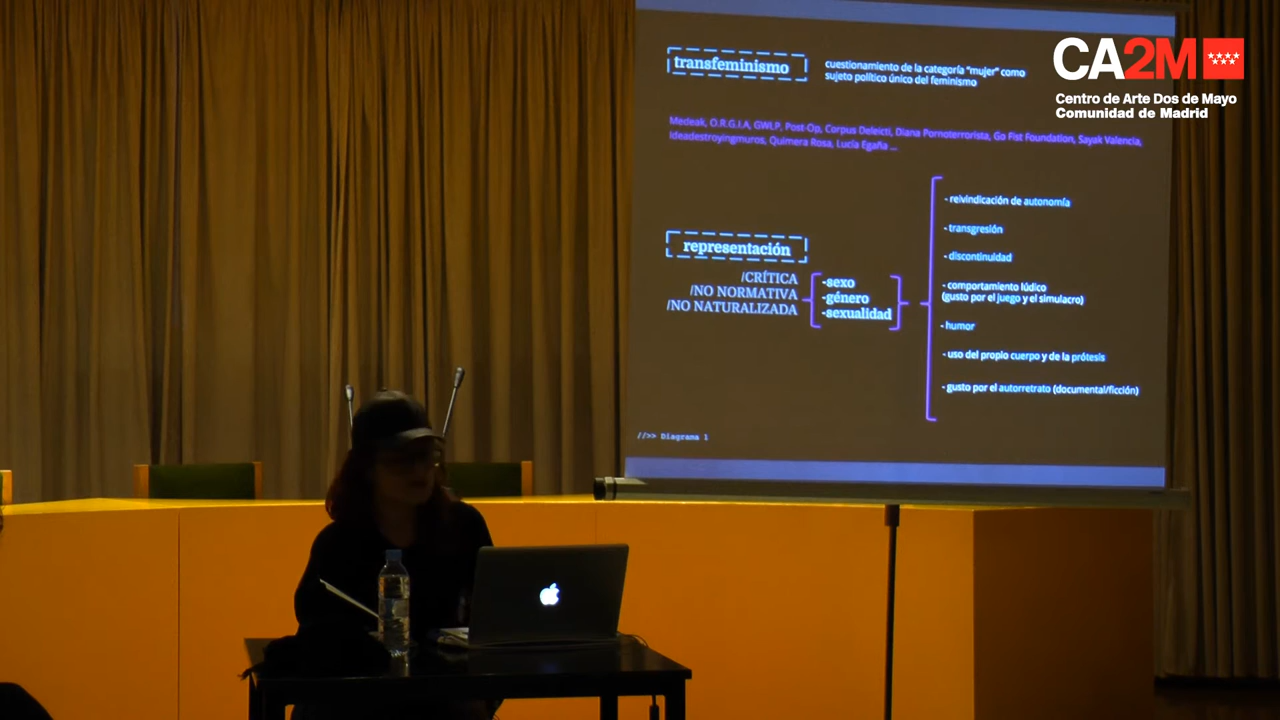 CA2M
Centro de Arte Dos de Mayo
Comunidad de Madrid
transfeminismo
cuestionamiento de la categoría "mujer" como
sujeto político único del feminismo
Medeak, O.R.G.I.A, GWLP, Post-Op, Corpus Deleicti, Diana Pornoterrorista, Go Fist Foundation, Sayak Valencia,
Ideadestroyingmuros, Quimera Rosa, Lucía Egaña ...
representación
/CRÍTICA
/NO NORMATIVA
/NO NATURALIZADA
-sexo
-género
-sexualidad
- reivindicación de autonomía
- transgresión
- discontinuidad
- comportamiento lúdico
(gusto por el juego y el simulacro)
- humor
- uso del propio cuerpo y de la prótesis
- gusto por el autorretrato (documental/ficción)
//>> Diagrama 1